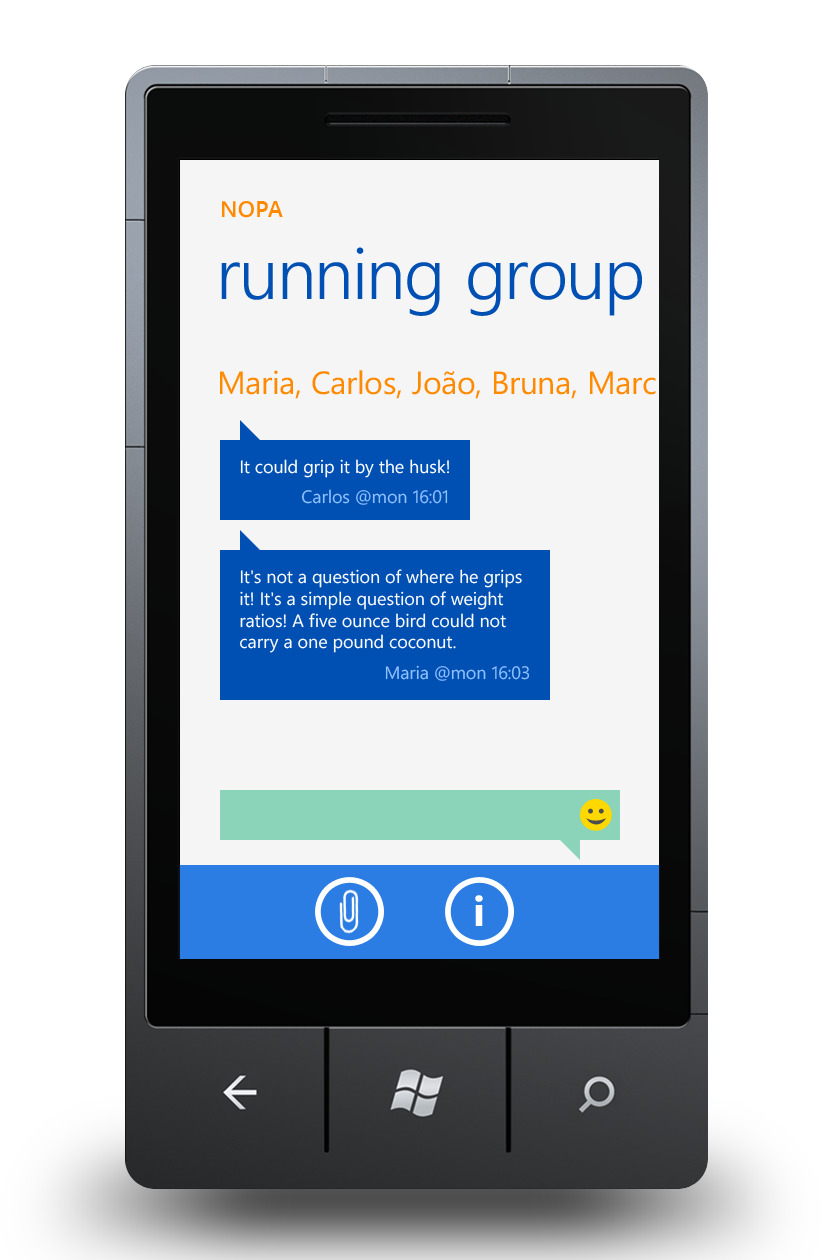 NOPA
running group
Maria, Carlos, João, Bruna, Marc
It could grip it by the husk!
Carlos @mon 16:01
It's not a question of where he grips
it! It's a simple question of weight
ratios! A five ounce bird could not
carry a one pound coconut.
Maria @mon 16:03